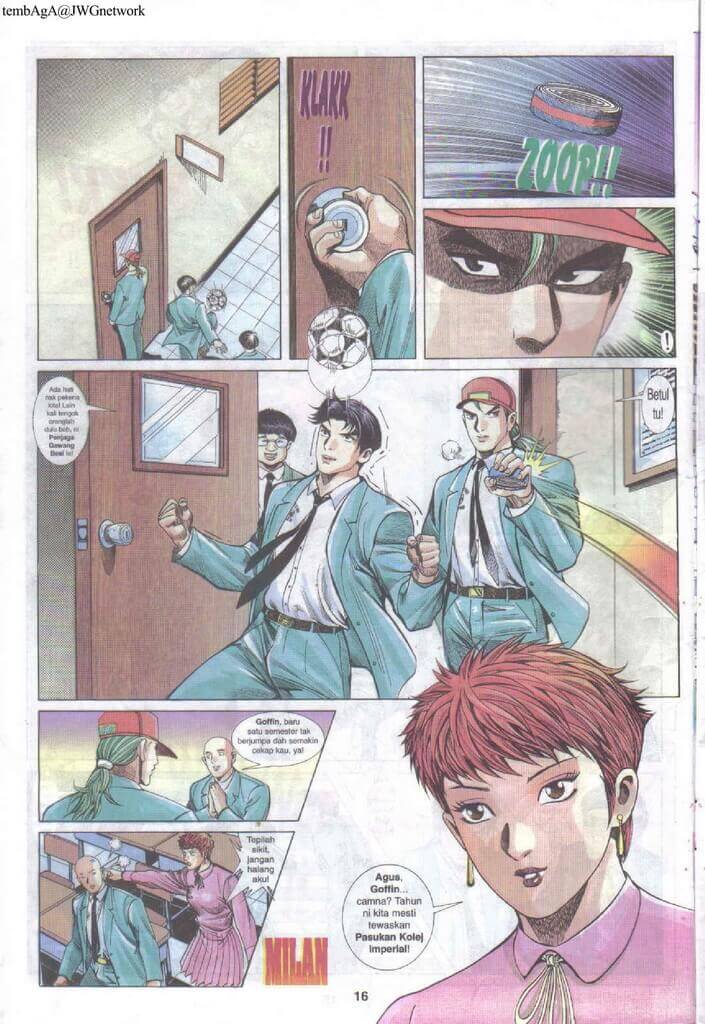 tembAgA@JWGnetwork
KLAKK
!!
ZOOP!!
!
Ada hati
nak pekena
kita! Lain
kali tengok
oranglah
dulu beb, ni
Penjaga
Gawang
Besi la!
Betul
tu!
Goffin, baru
satu semester tak
berjumpa dah semakin
cekap kau, ya!
Tepilah
sikit,
jangan
halang
aku!
MILAN
Agus,
Goffin...
camna? Tahun
ni kita mesti
tewaskan
Pasukan Kolej
Imperial!
16